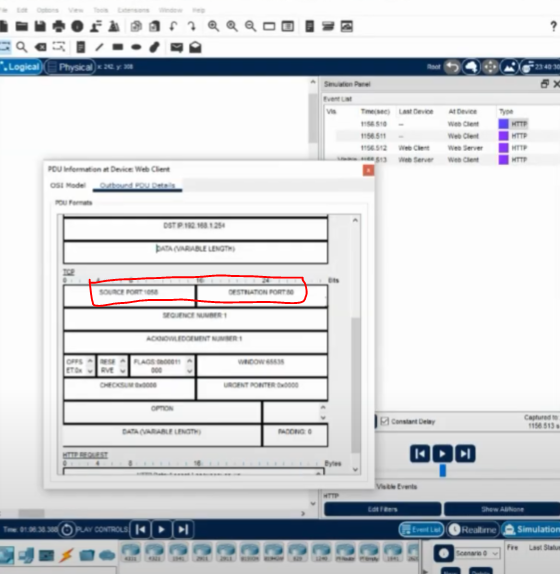 File Edit Options View Tools Extensions Window Help
Logical Physical x: 242, y: 308 Root 23:40:30
Simulation Panel
Event List
Vis. Time(sec) Last Device At Device Type
1156.510 -- Web Client HTTP
1156.511 -- Web Client HTTP
1156.512 Web Client Web Server HTTP
Visible 1156.513 Web Server Web Client HTTP
PDU Information at Device: Web Client
OSI Model Outbound PDU Details
PDU Formats
DST IP:192.168.1.254
DATA (VARIABLE LENGTH)
TCP
0 4 8 16 24 Bits
SOURCE PORT:1050 DESTINATION PORT:80
SEQUENCE NUMBER:1
ACKNOWLEDGEMENT NUMBER:1
OFFS ET:0x RESE RVE FLAGS:0b00011 000 WINDOW:65535
CHECKSUM:0x0000 URGENT POINTER:0x0000
OPTION
DATA (VARIABLE LENGTH) PADDING: 0
HTTP REQUEST
0 4 8 16 Bytes
Constant Delay Captured to:
1156.513 s
Visible Events
HTTP
Edit Filters Show All/None
Time: 01:06:38.388 PLAY CONTROLS Event List Realtime Simulation
Scenario 0 Fire Last Status